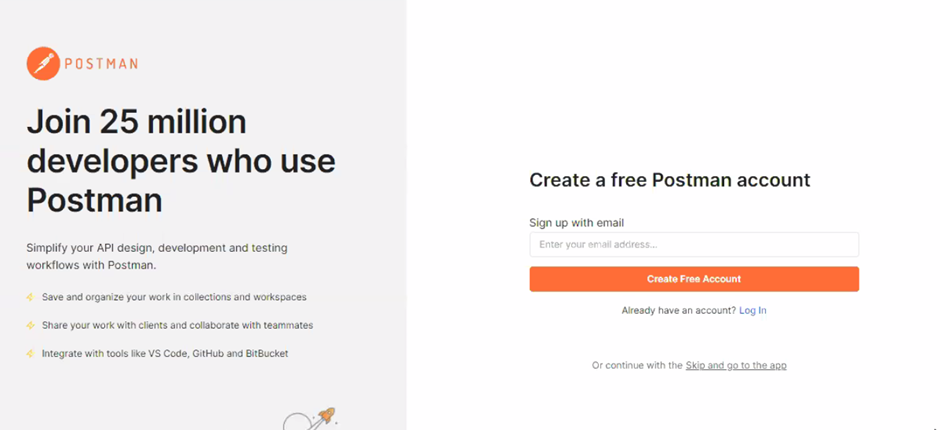 POSTMAN
Join 25 million
developers who use
Postman
Simplify your API design, development and testing
workflows with Postman.
Save and organize your work in collections and workspaces
Share your work with clients and collaborate with teammates
Integrate with tools like VS Code, GitHub and BitBucket
Create a free Postman account
Sign up with email
Enter your email address...
Create Free Account
Already have an account? Log In
Or continue with the Skip and go to the app